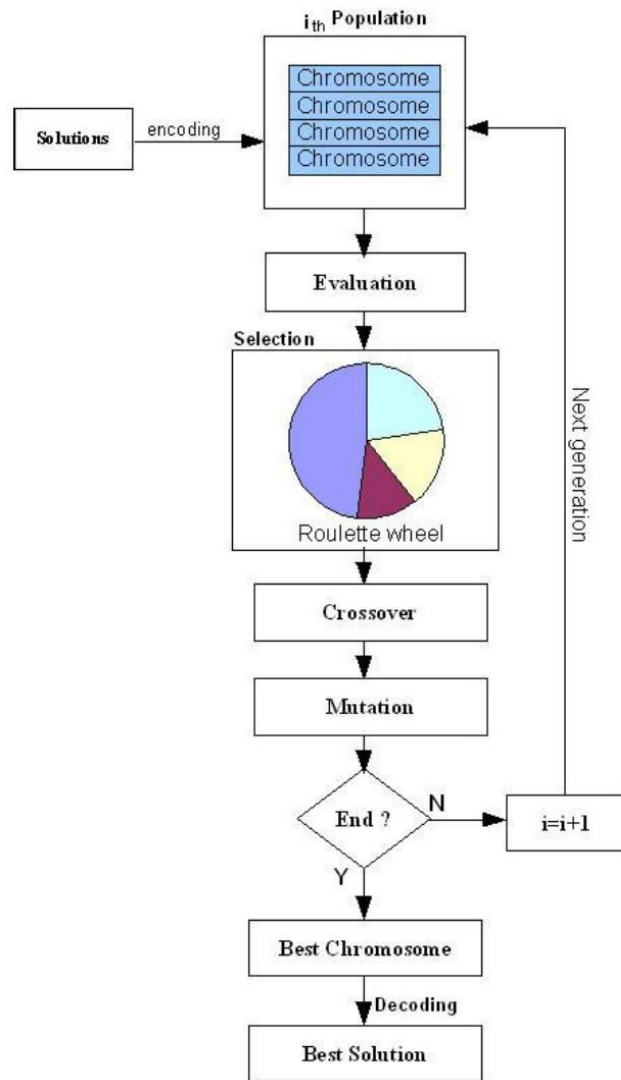 i th Population
Chromosome
Chromosome
Chromosome
Chromosome
Solutions
encoding
Evaluation
Selection
Roulette wheel
Next generation
Crossover
Mutation
End ?
N
i=i+1
Y
Best Chromosome
Decoding
Best Solution